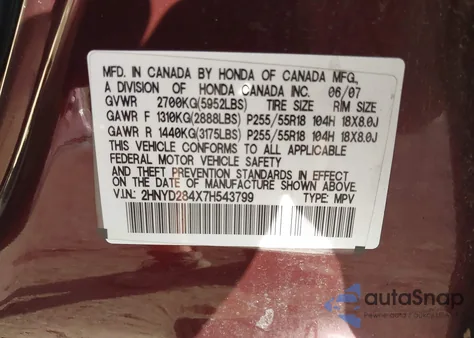 MFD. IN CANADA BY HONDA OF CANADA MFG.
A DIVISION OF HONDA CANADA INC. 06/07
GVWR 2700KG(5952LBS) TIRE SIZE RIM SIZE
GAWR F 1310KG(2888LBS) P255/55R18 104H 18X8.0J
GAWR R 1440KG(3175LBS) P255/55R18 104H 18X8.0J
THIS VEHICLE CONFORMS TO ALL APPLICABLE
FEDERAL MOTOR VEHICLE SAFETY
AND THEFT PREVENTION STANDARDS IN EFFECT
ON THE DATE OF MANUFACTURE SHOWN ABOVE.
V.I.N.: 2HNYD284X7H543799 TYPE: MPV
autoSnap